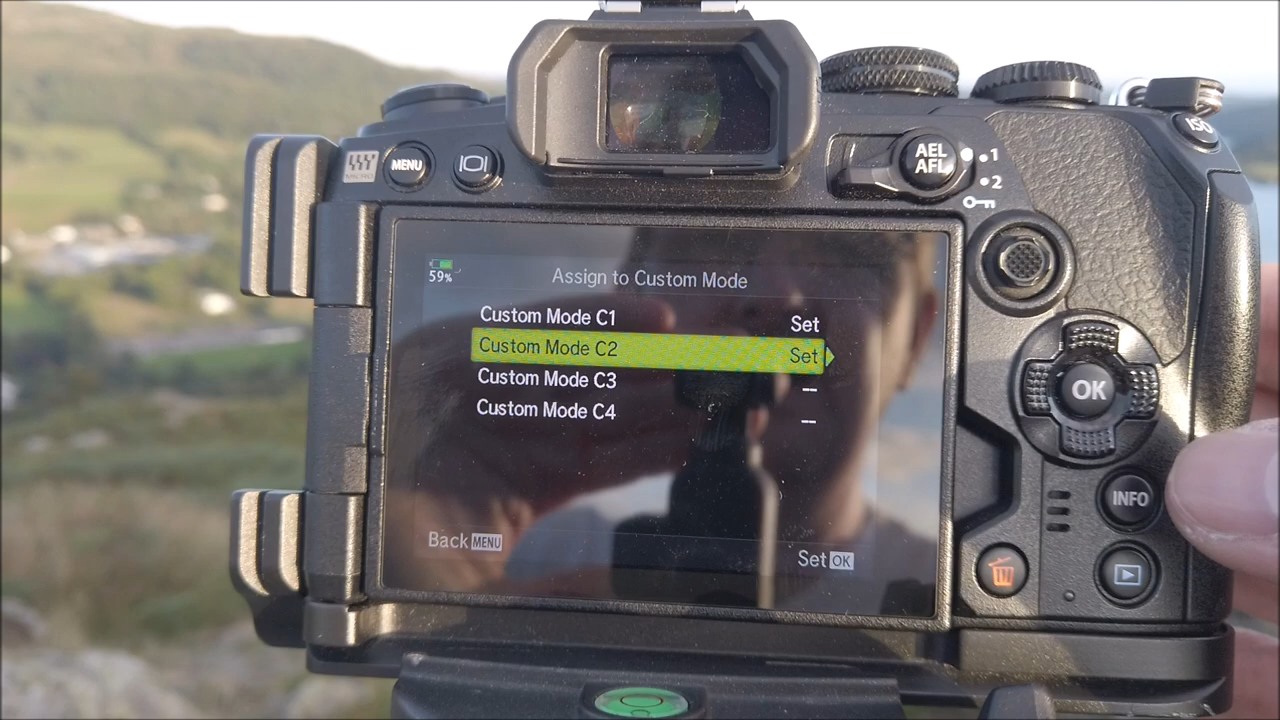 MENU
ISO
AEL
AFL
1
2
59%
Assign to Custom Mode
Custom Mode C1 Set
Custom Mode C2 Set
Custom Mode C3 --
Custom Mode C4 --
OK
INFO
Back MENU
Set OK